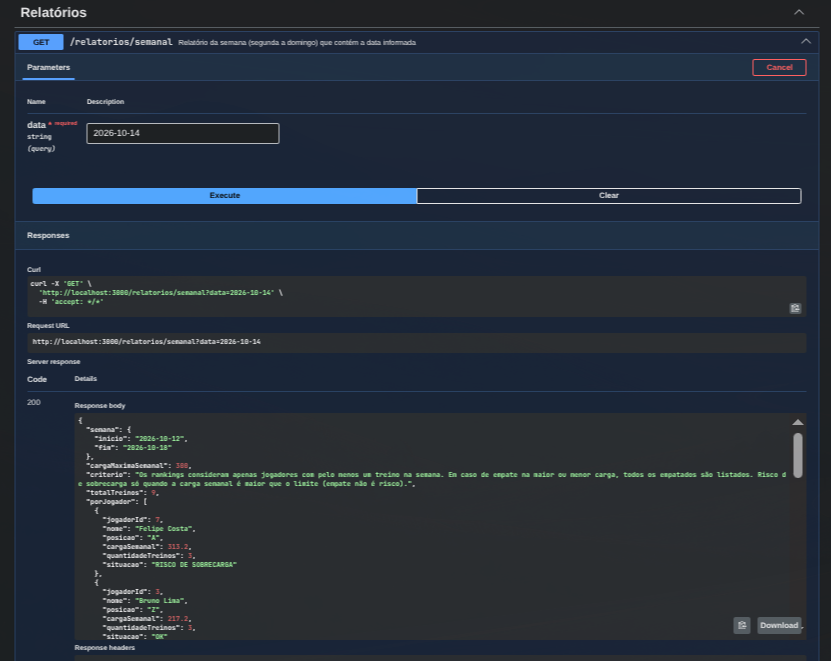 Relatórios
GET /relatorios/semanal Relatório da semana (segunda a domingo) que contém a data informada
Parameters
Cancel
Name Description
data * required
2026-10-14
string
(query)
Execute
Clear
Responses
Curl
curl -X 'GET' \
'http://localhost:3000/relatorios/semanal?data=2026-10-14' \
-H 'accept: */*'
Request URL
http://localhost:3000/relatorios/semanal?data=2026-10-14
Server response
Code Details
200
Response body
{
"semana": {
"inicio": "2026-10-12",
"fim": "2026-10-18"
},
"cargaMaximaSemanal": 300,
"criterio": "Os rankings consideram apenas jogadores com pelo menos um treino na semana. Em caso de empate na maior ou menor carga, todos os empatados são listados. Risco d
e sobrecarga só quando a carga semanal é maior que o limite (empate não é risco).",
"totalTreinos": 9,
"porJogador": [
{
"jogadorId": 7,
"nome": "Felipe Costa",
"posicao": "A",
"cargaSemanal": 313.2,
"quantidadeTreinos": 3,
"situacao": "RISCO DE SOBRECARGA"
},
{
"jogadorId": 3,
"nome": "Bruno Lima",
"posicao": "Z",
"cargaSemanal": 217.2,
"quantidadeTreinos": 3,
"situacao": "OK"
Download
Response headers